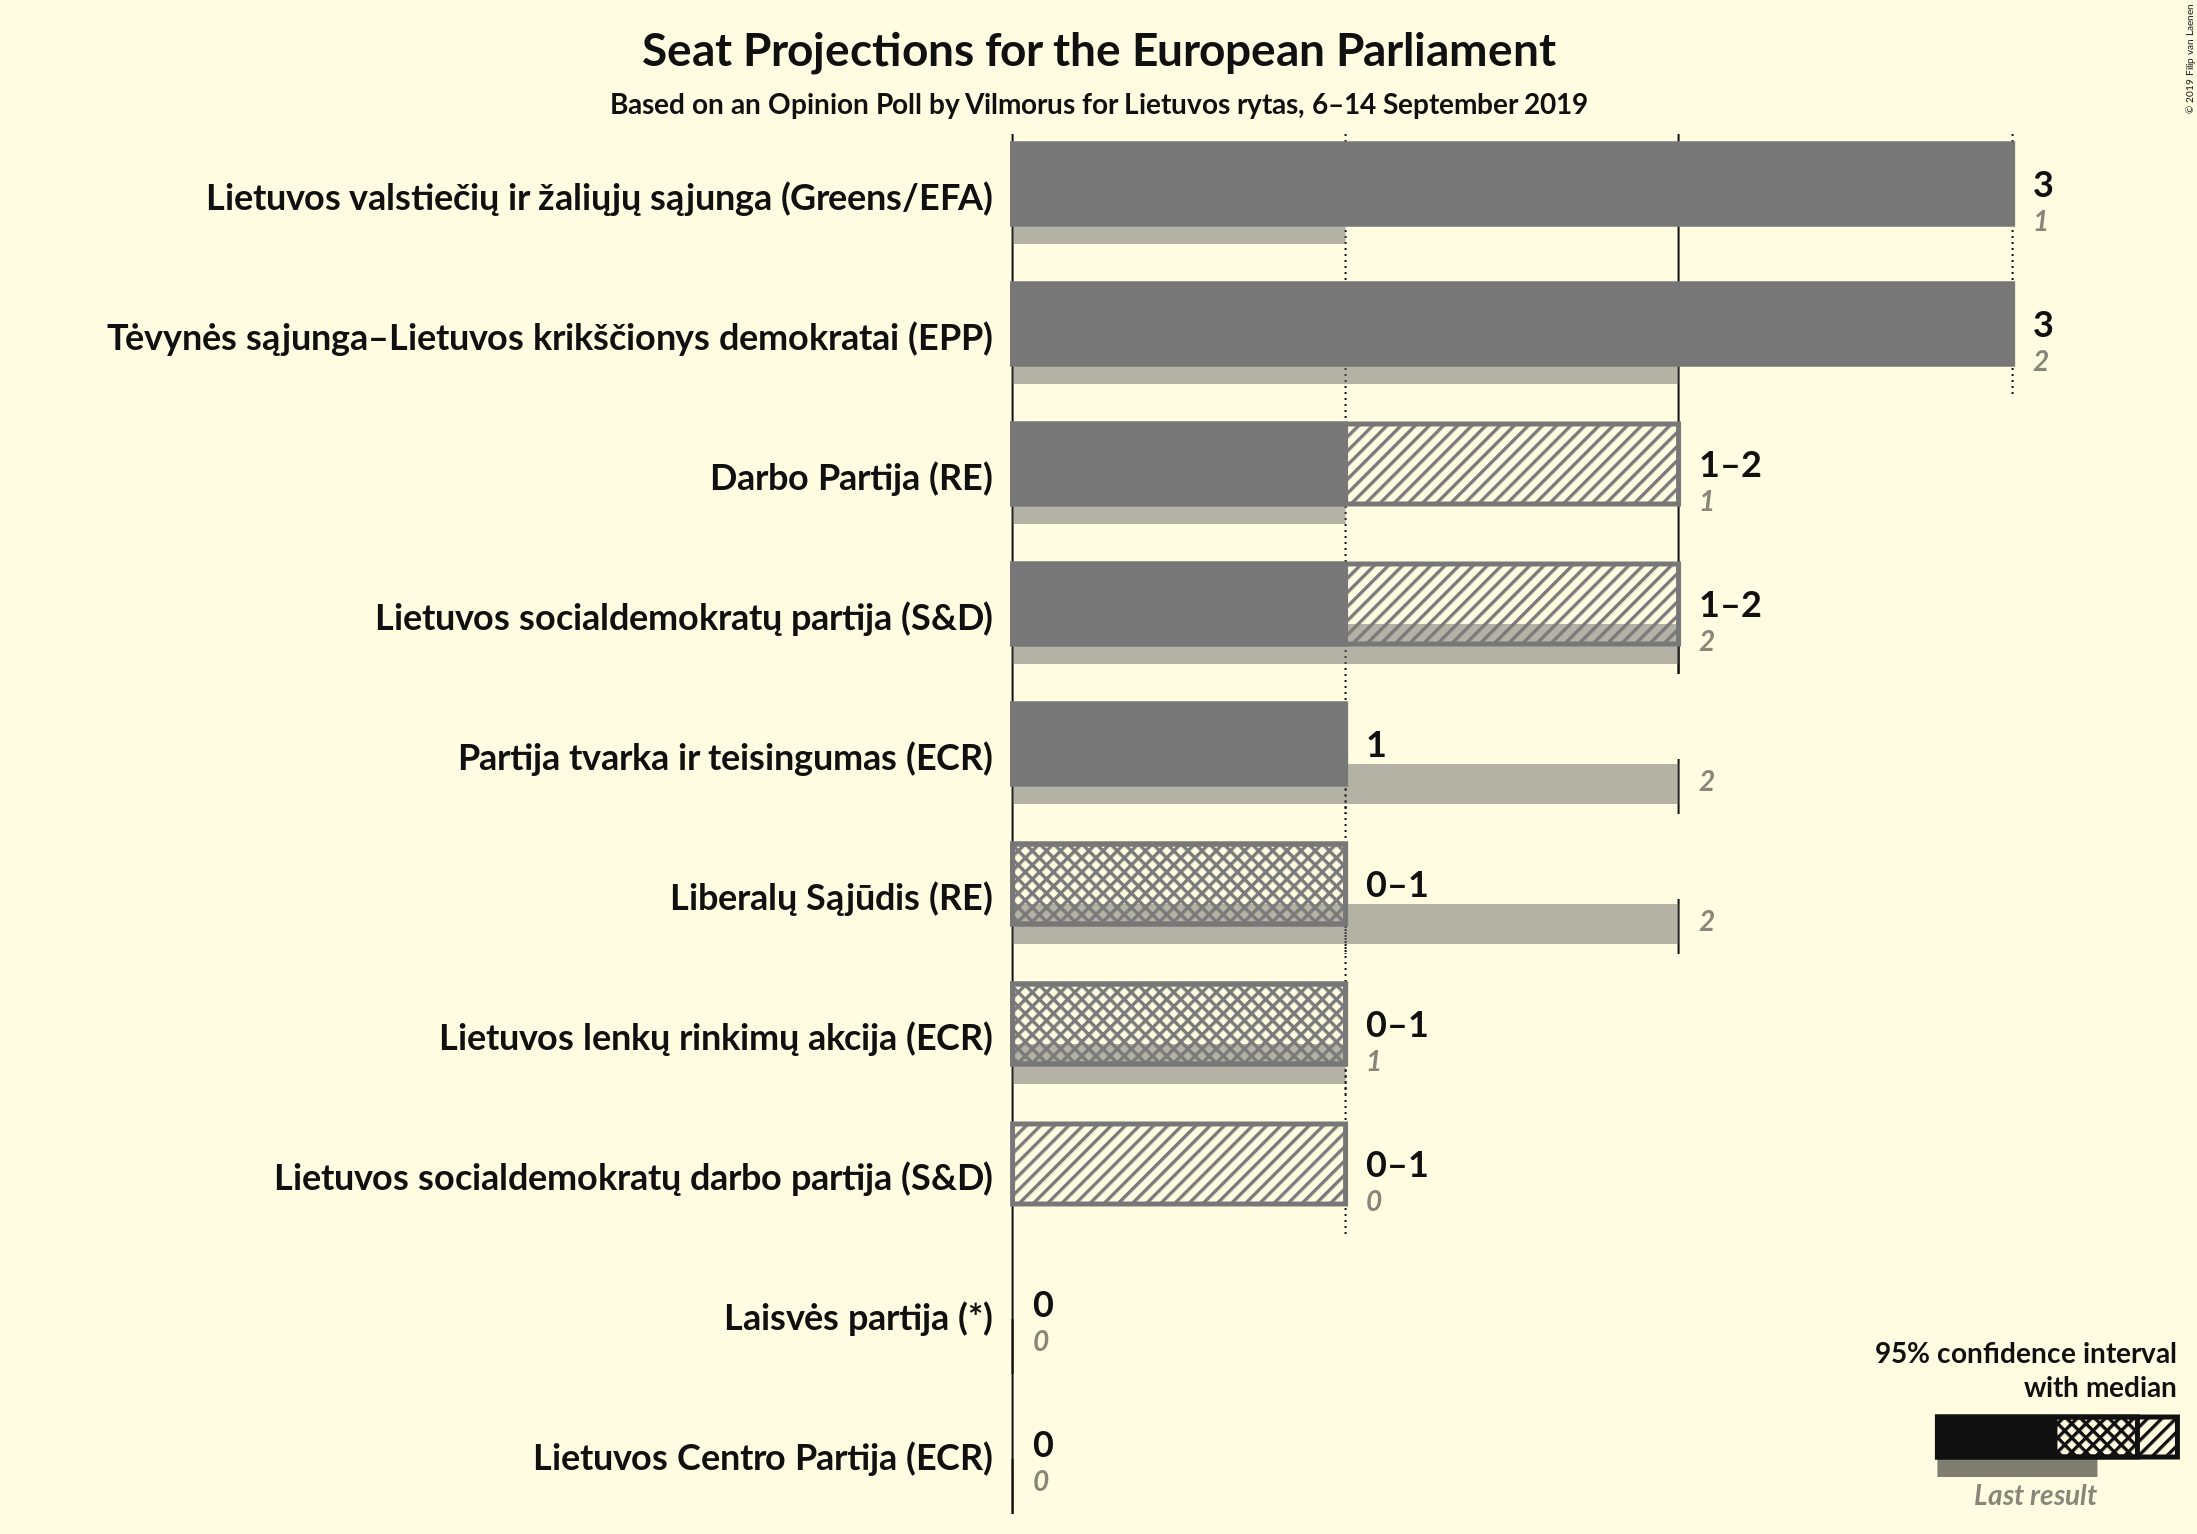 Seat Projections for the European Parliament
Based on an Opinion Poll by Vilmorus for Lietuvos rytas, 6–14 September 2019
© 2019 Filip van Laenen
Lietuvos valstiečių ir žaliųjų sąjunga (Greens/EFA)
3
1
Tėvynės sąjunga–Lietuvos krikščionys demokratai (EPP)
3
2
Darbo Partija (RE)
1–2
1
Lietuvos socialdemokratų partija (S&D)
1–2
2
Partija tvarka ir teisingumas (ECR)
1
2
Liberalų Sąjūdis (RE)
0–1
2
Lietuvos lenkų rinkimų akcija (ECR)
0–1
1
Lietuvos socialdemokratų darbo partija (S&D)
0–1
0
Laisvės partija (*)
0
0
Lietuvos Centro Partija (ECR)
0
0
95% confidence interval
with median
Last result